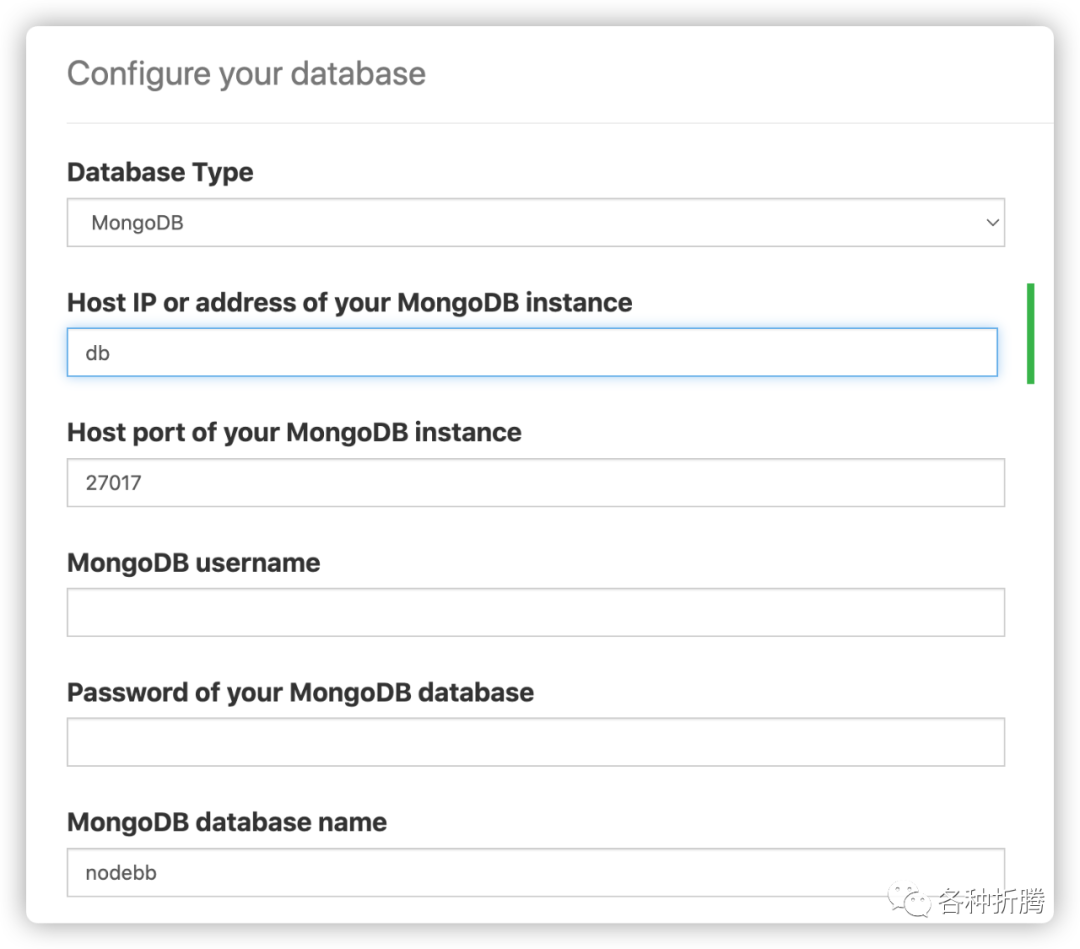 Configure your database
Database Type
MongoDB
Host IP or address of your MongoDB instance
db
Host port of your MongoDB instance
27017
MongoDB username
Password of your MongoDB database
MongoDB database name
nodebb
各种折腾